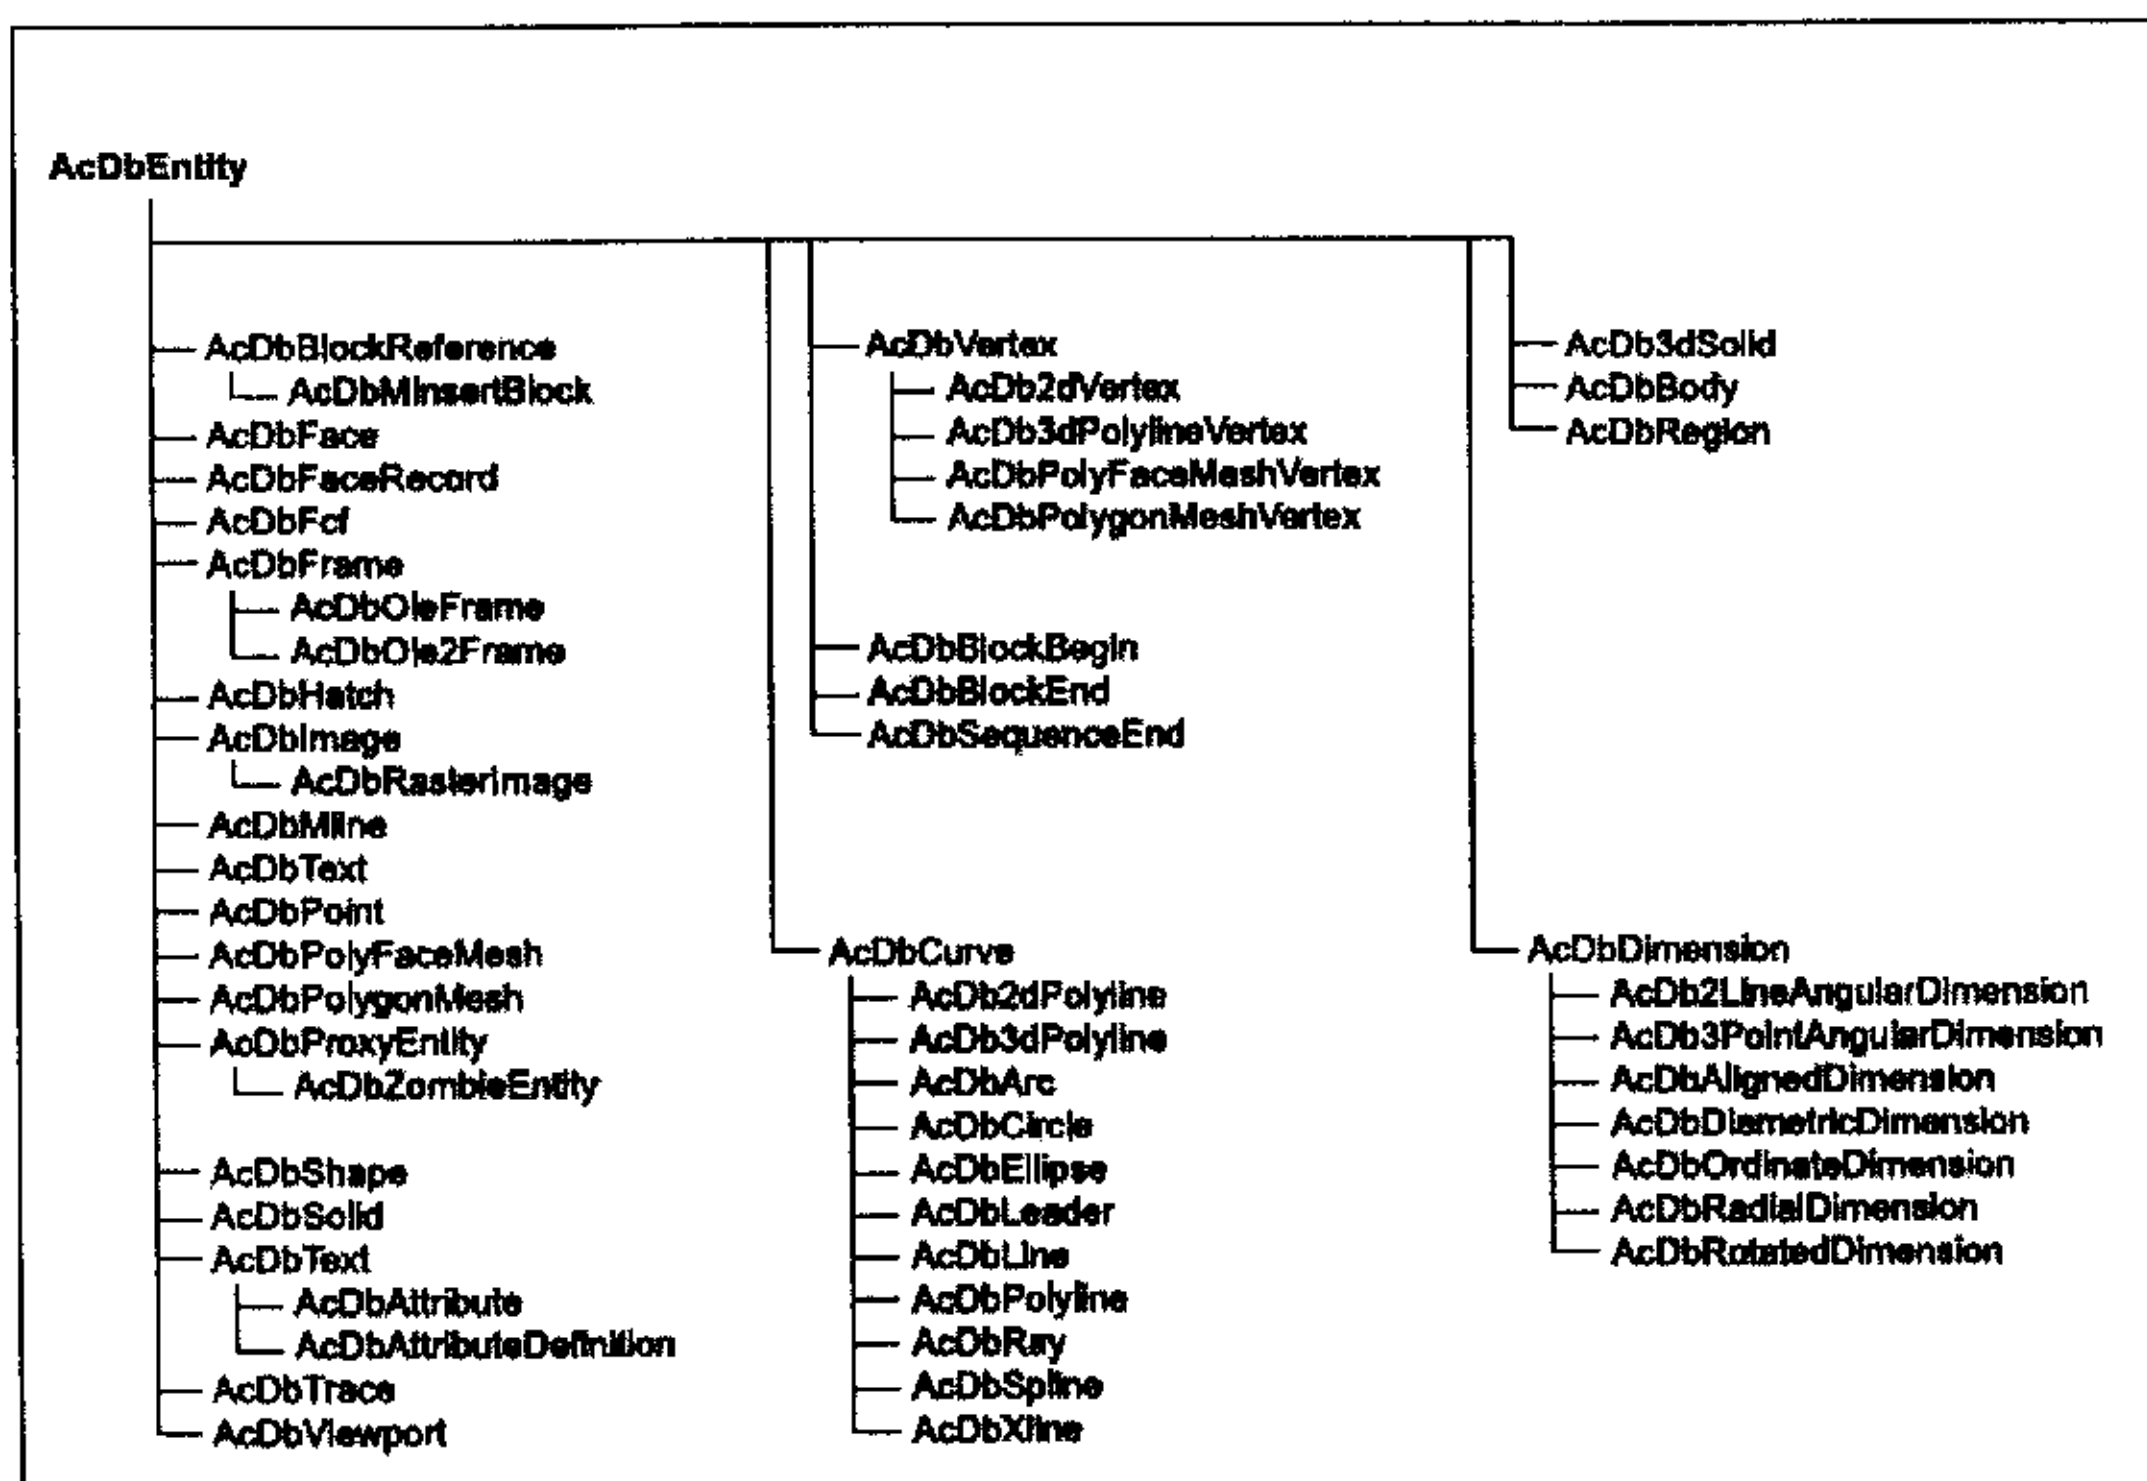 AcDbEntity
AcDbBlockReference
AcDbMInsertBlock
AcDbFace
AcDbFaceRecord
AcDbFcf
AcDbFrame
AcDbOleFrame
AcDbOle2Frame
AcDbHatch
AcDbImage
AcDbRasterImage
AcDbMline
AcDbText
AcDbPoint
AcDbPolyFaceMesh
AcDbPolygonMesh
AcDbProxyEntity
AcDbZombieEntity
AcDbShape
AcDbSolid
AcDbText
AcDbAttribute
AcDbAttributeDefinition
AcDbTrace
AcDbViewport
AcDbVertex
AcDb2dVertex
AcDb3dPolylineVertex
AcDbPolyFaceMeshVertex
AcDbPolygonMeshVertex
AcDbBlockBegin
AcDbBlockEnd
AcDbSequenceEnd
AcDbCurve
AcDb2dPolyline
AcDb3dPolyline
AcDbArc
AcDbCircle
AcDbEllipse
AcDbLeader
AcDbLine
AcDbPolyline
AcDbRay
AcDbSpline
AcDbXline
AcDb3dSolid
AcDbBody
AcDbRegion
AcDbDimension
AcDb2LineAngularDimension
AcDb3PointAngularDimension
AcDbAlignedDimension
AcDbDiametricDimension
AcDbOrdinateDimension
AcDbRadialDimension
AcDbRotatedDimension